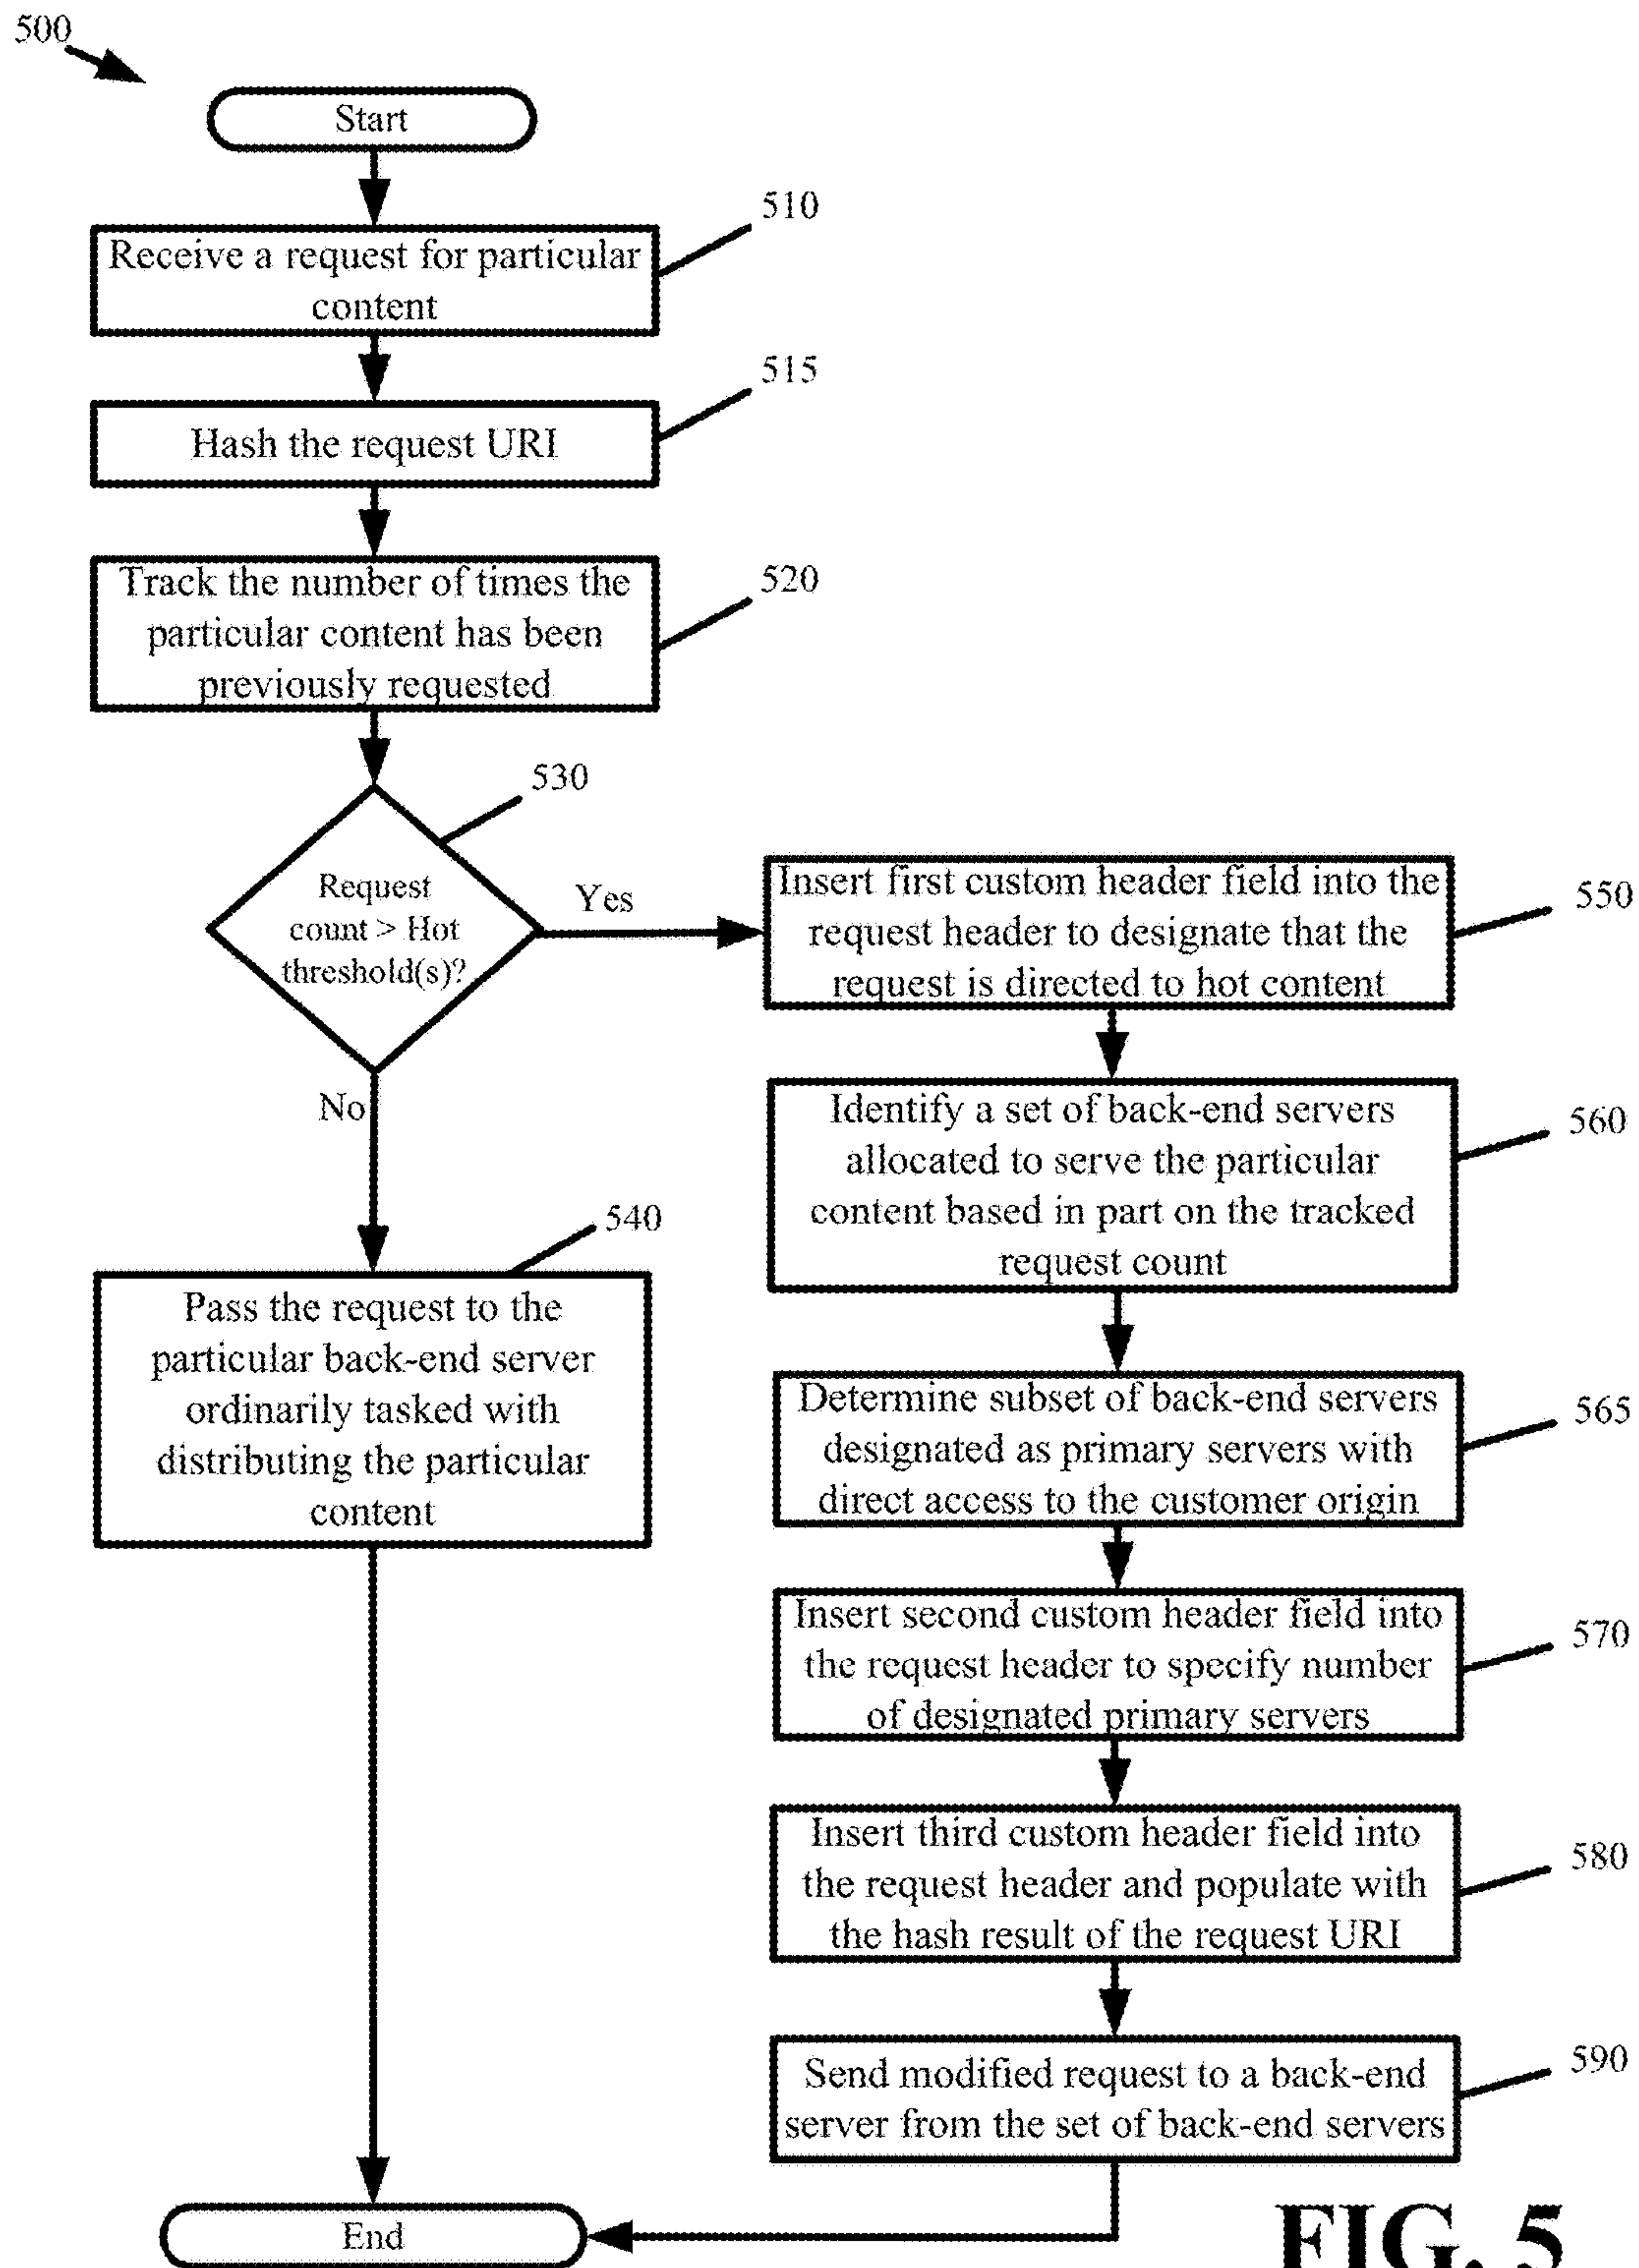 500
Start
510
Receive a request for particular
content
515
Hash the request URI
520
Track the number of times the
particular content has been
previously requested
530
Request
count > Hot
threshold(s)?
Yes
No
540
Pass the request to the
particular back-end server
ordinarily tasked with
distributing the particular
content
550
Insert first custom header field into the
request header to designate that the
request is directed to hot content
560
Identify a set of back-end servers
allocated to serve the particular
content based in part on the tracked
request count
565
Determine subset of back-end servers
designated as primary servers with
direct access to the customer origin
570
Insert second custom header field into
the request header to specify number
of designated primary servers
580
Insert third custom header field into
the request header and populate with
the hash result of the request URI
590
Send modified request to a back-end
server from the set of back-end servers
End
FIG. 5